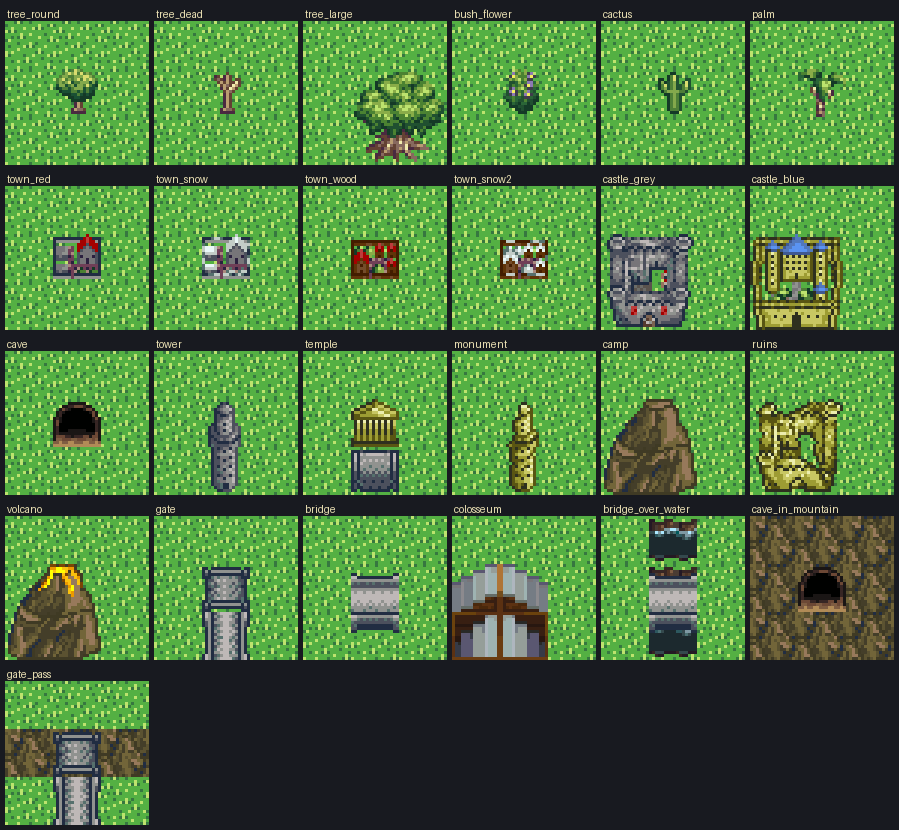 tree_round tree_dead tree_large bush_flower cactus palm
town_red town_snow town_wood town_snow2 castle_grey castle_blue
cave tower temple monument camp ruins
volcano gate bridge colosseum bridge_over_water cave_in_mountain
gate_pass